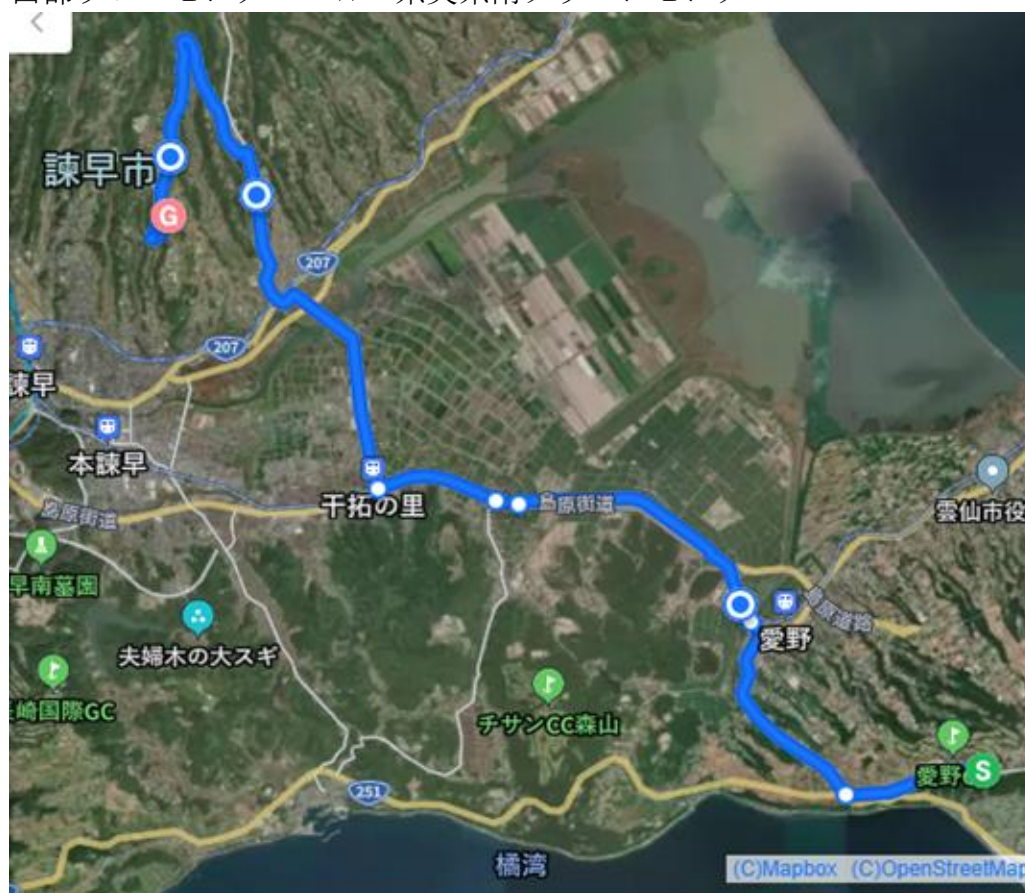 諫早市
G
207
207
諫早
本諫早
島原街道
干拓の里
島原街道
雲仙市役
早南墓園
夫婦木の大スギ
島原道路
愛野
崎国際GC
チサンCC森山
愛野
S
251
橘湾
(C)Mapbox (C)OpenStreetMap